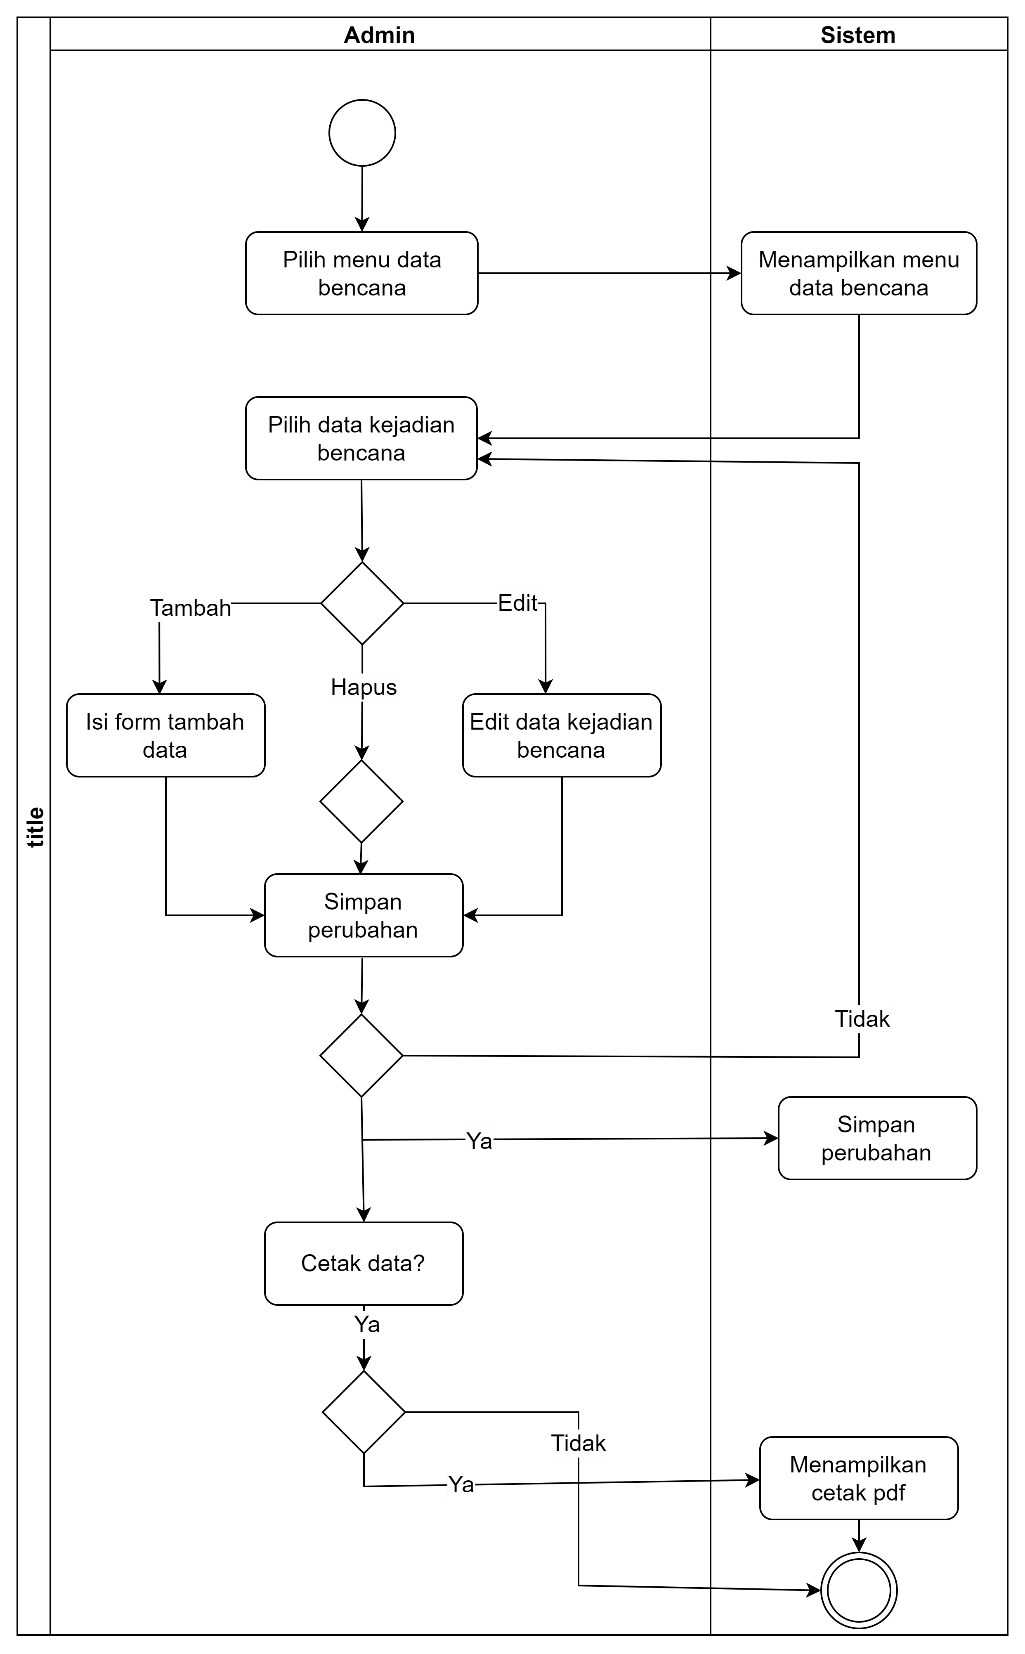 Admin
Sistem
title
Pilih menu data
bencana
Menampilkan menu
data bencana
Pilih data kejadian
bencana
Tambah
Edit
Hapus
Isi form tambah
data
Edit data kejadian
bencana
Simpan
perubahan
Tidak
Ya
Simpan
perubahan
Cetak data?
Ya
Tidak
Ya
Menampilkan
cetak pdf